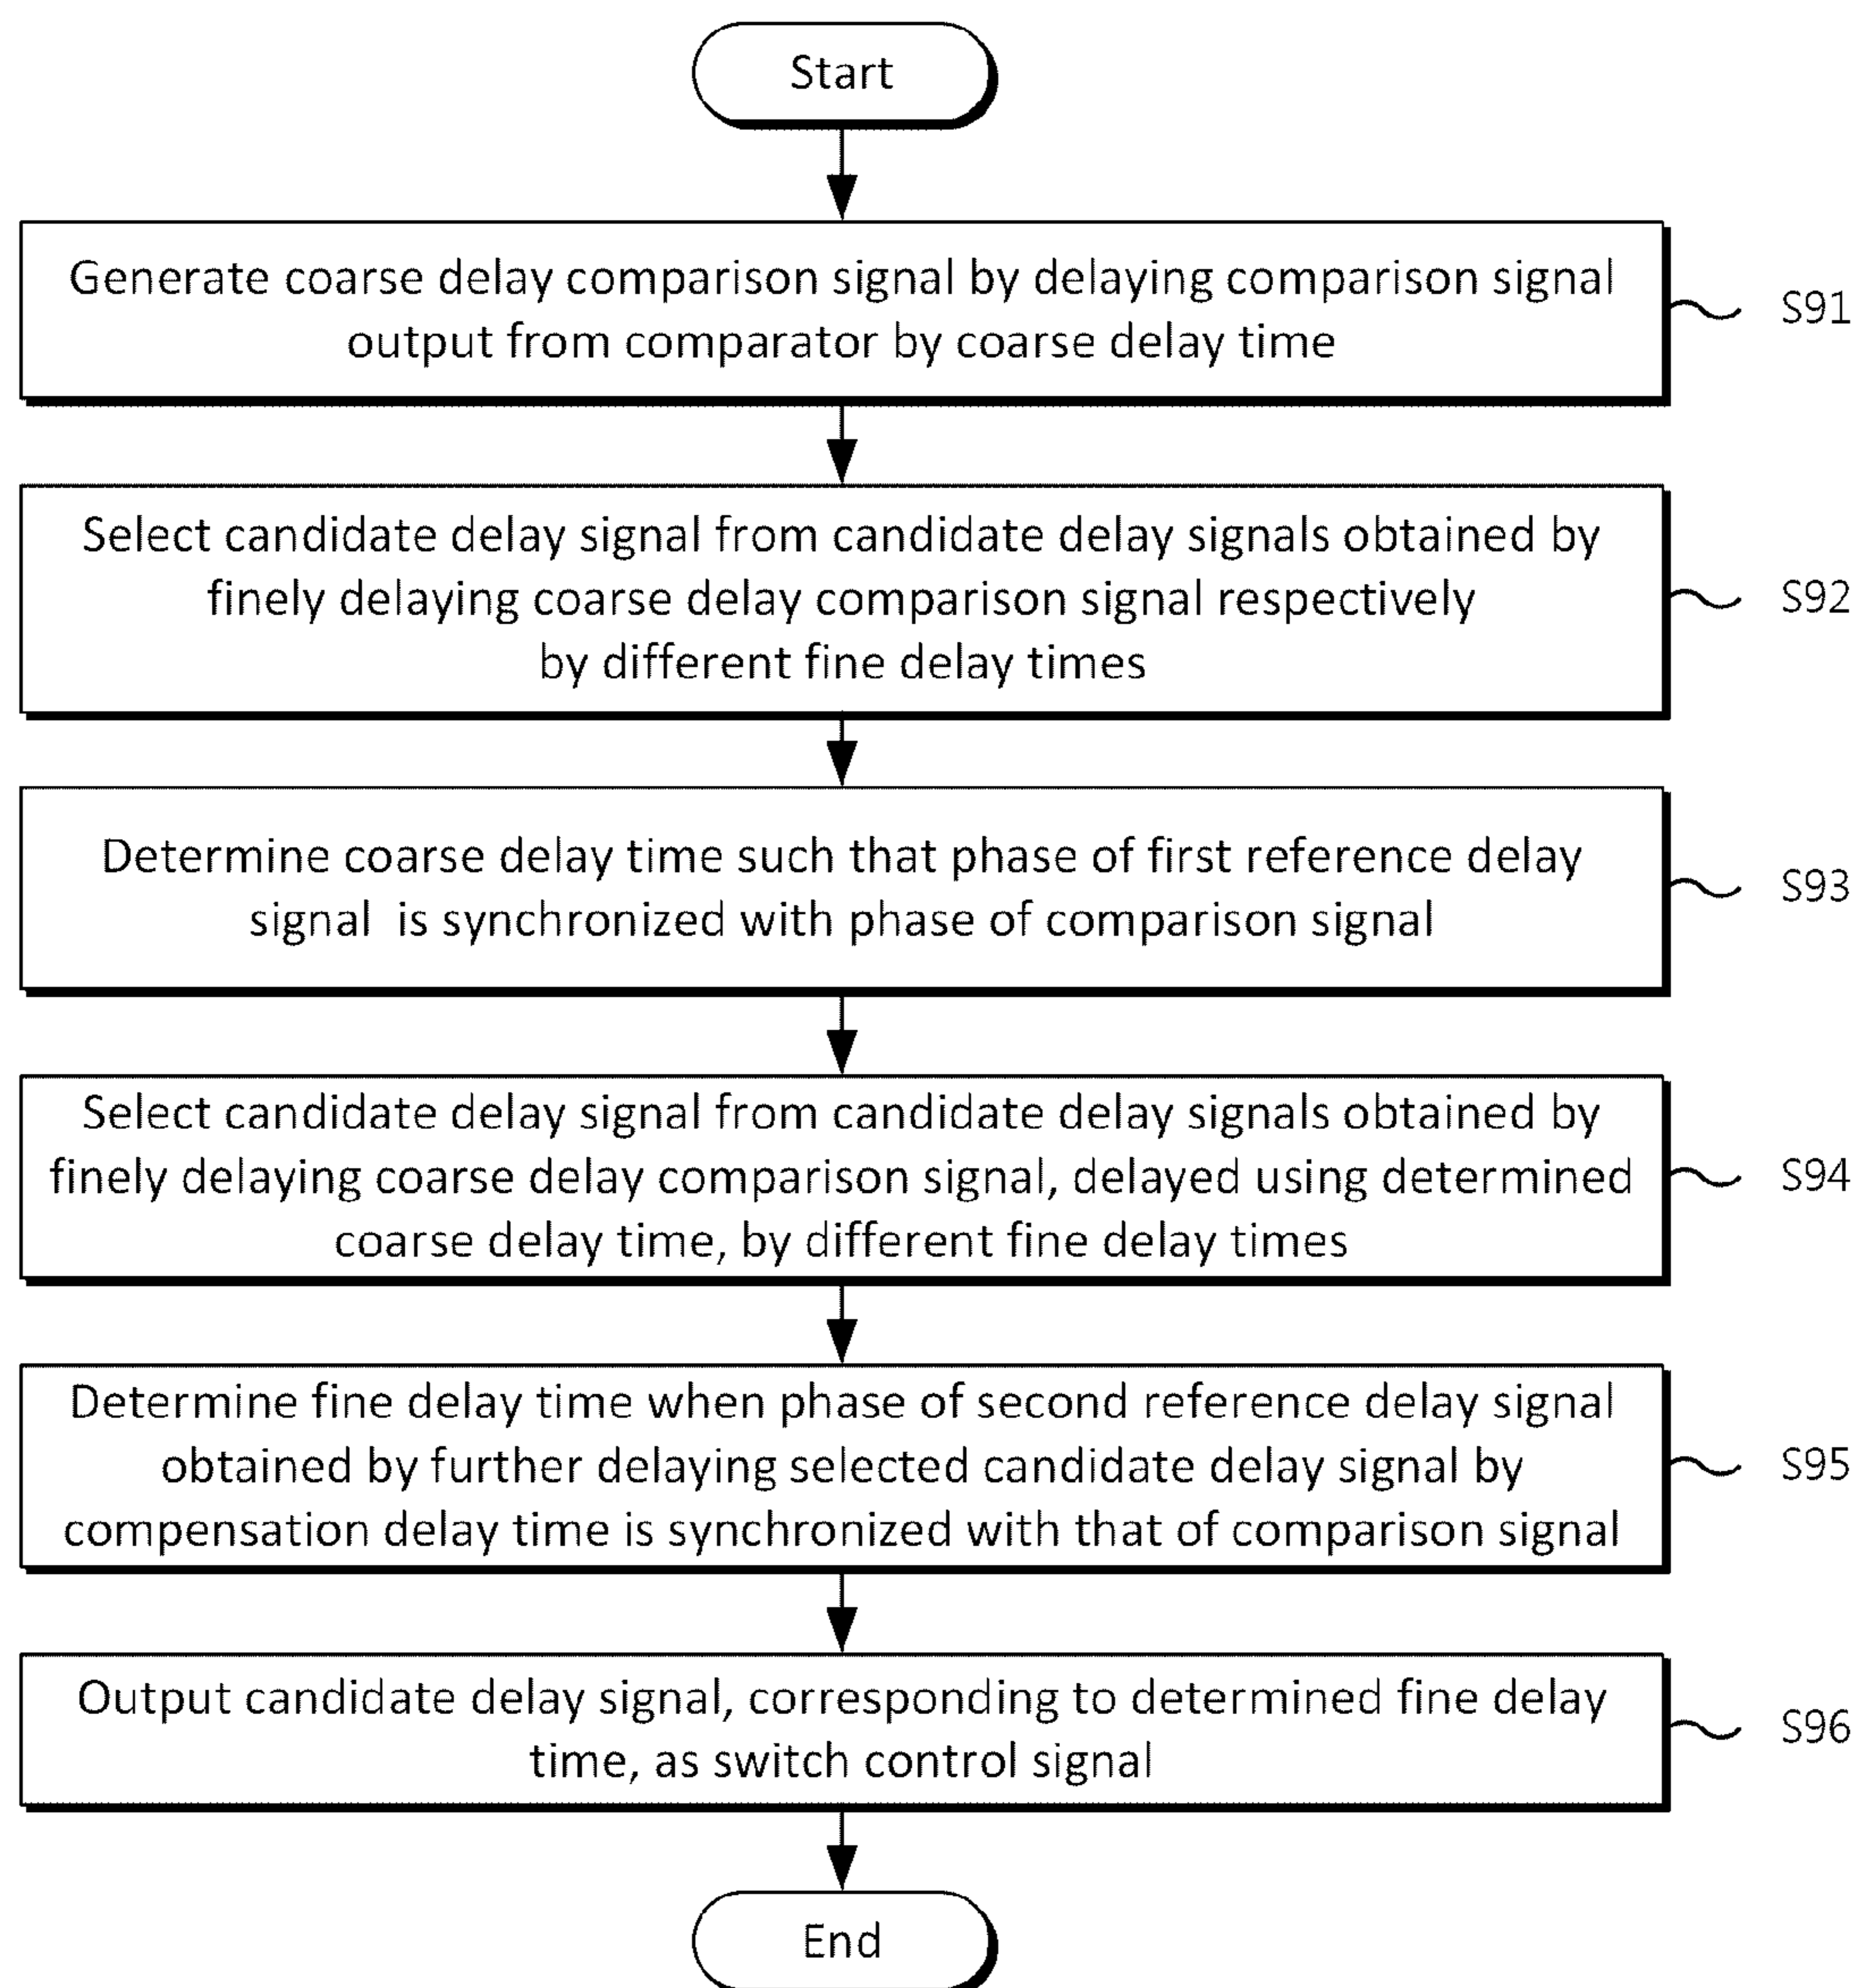 Start
Generate coarse delay comparison signal by delaying comparison signal
output from comparator by coarse delay time
S91
Select candidate delay signal from candidate delay signals obtained by
finely delaying coarse delay comparison signal respectively
by different fine delay times
S92
Determine coarse delay time such that phase of first reference delay
signal is synchronized with phase of comparison signal
S93
Select candidate delay signal from candidate delay signals obtained by
finely delaying coarse delay comparison signal, delayed using determined
coarse delay time, by different fine delay times
S94
Determine fine delay time when phase of second reference delay signal
obtained by further delaying selected candidate delay signal by
compensation delay time is synchronized with that of comparison signal
S95
Output candidate delay signal, corresponding to determined fine delay
time, as switch control signal
S96
End